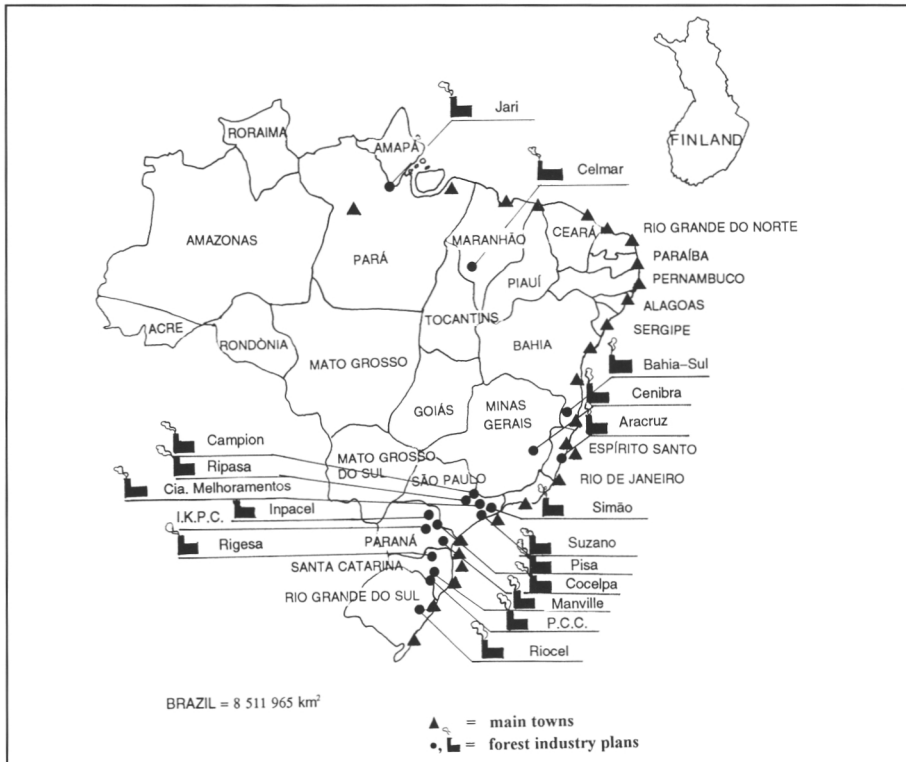 Jari
RORAIMA
AMAPÁ
FINLAND
Celmar
AMAZONAS
PARÁ
MARANHÃO
CEARÁ
RIO GRANDE DO NORTE
PARAÍBA
PIAUÍ
PERNAMBUCO
ALAGOAS
ACRE
RONDÔNIA
TOCANTINS
SERGIPE
MATO GROSSO
BAHIA
Bahia-Sul
Cenibra
GOIÁS
MINAS
GERAIS
Aracruz
Campion
MATO GROSSO
DO SUL
ESPÍRITO SANTO
Ripasa
SÃO PAULO
RIO DE JANEIRO
Cia. Melhoramentos
Simão
I.K.P.C.
Inpacel
Rigesa
PARANÁ
Suzano
Pisa
SANTA CATARINA
Cocelpa
RIO GRANDE DO SUL
Manville
P.C.C.
Riocel
BRAZIL = 8 511 965 km²
▲ = main towns
●, = forest industry plans